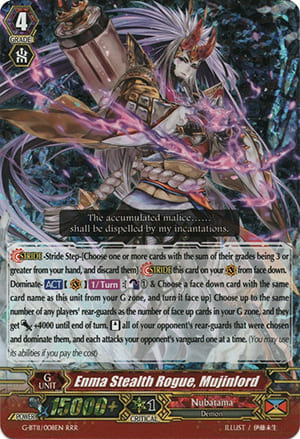 4
GRADE
The accumulated malice......
shall be dispelled by my incantations.
STRIDE -Stride Step-[Choose one or more cards with the sum of their grades being 3 or
greater from your hand, and discard them] STRIDE this card on your from face down.
Dominate-ACT 1/Turn & Choose a face down card with the same
card name as this unit from your G zone, and turn it face up] Choose up to the same
number of any players' rear-guards as the number of face up cards in your G zone, and they
get +4000 until end of turn. all of your opponent's rear-guards that were chosen
and dominate them, and each attacks your opponent's vanguard one at a time. (You may use
its abilities if you pay the cost)
G
UNIT
Enma Stealth Rogue, Mujinlord
POWER
15000+
1
CRITICAL
Nubatama
Demon
G-BT11/008EN RRR
ILLUST / 伊藤未生